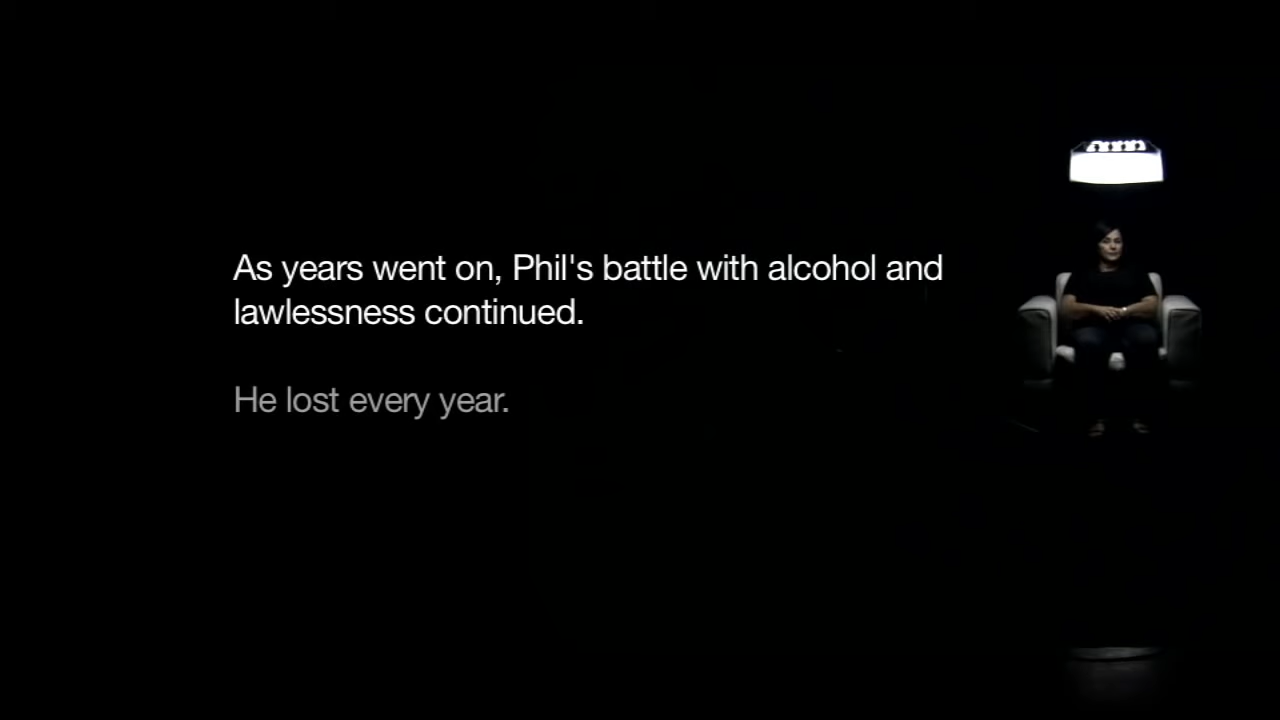 As years went on, Phil's battle with alcohol and
lawlessness continued.
He lost every year.